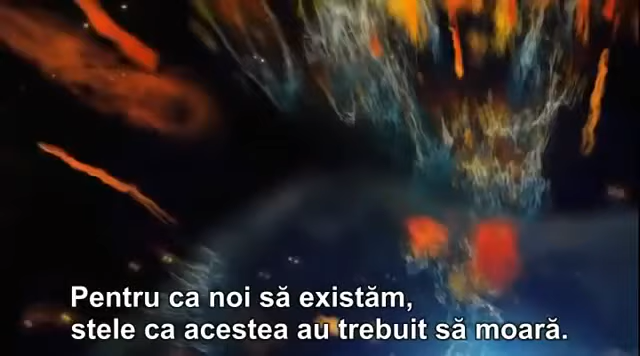 Pentru ca noi să existăm,
stele ca acestea au trebuit să moară.